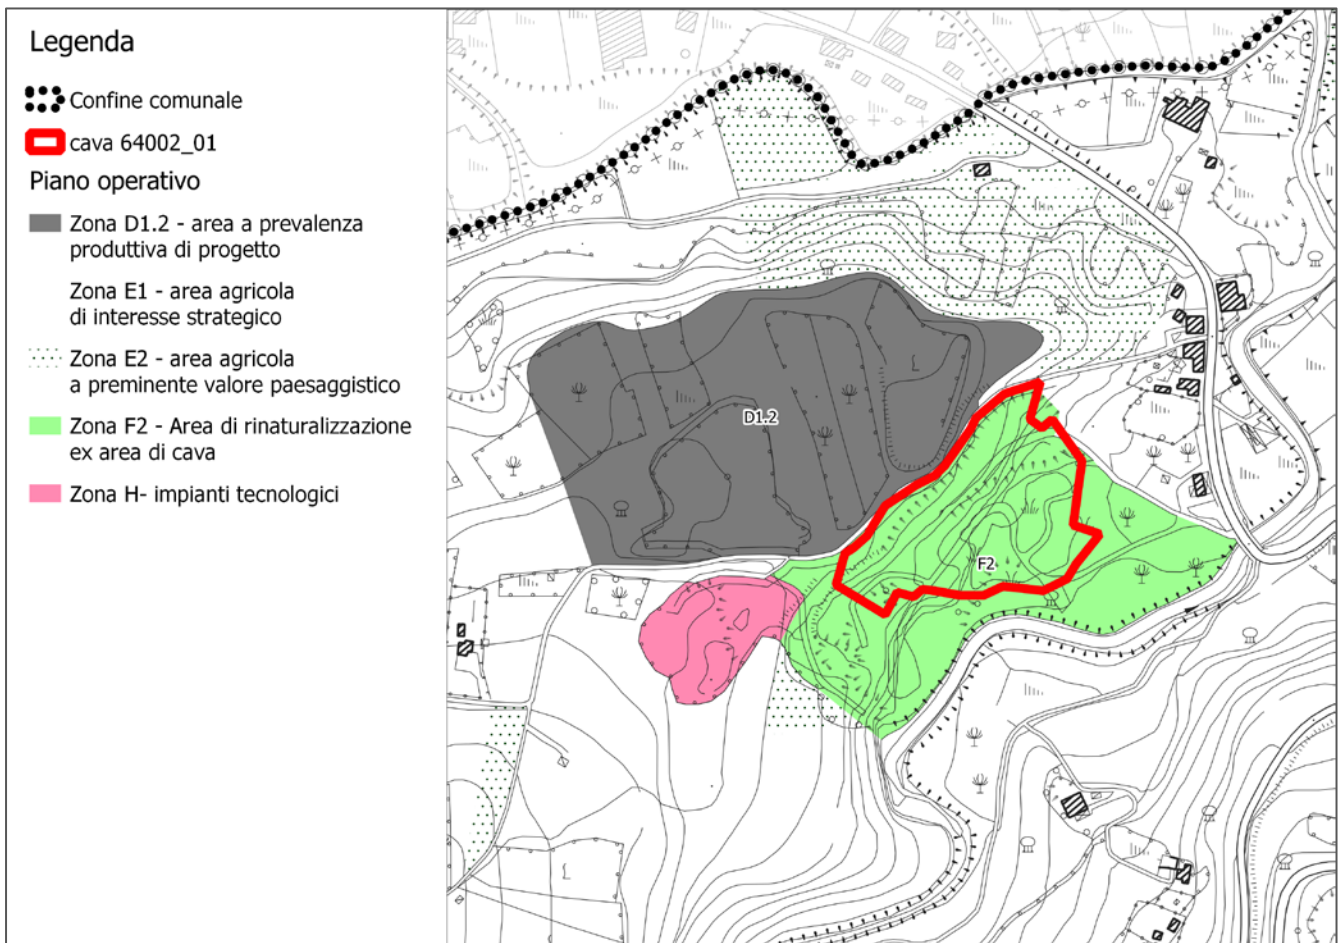 Legenda
Confine comunale
cava 64002_01
Piano operativo
Zona D1.2 - area a prevalenza
produttiva di progetto
Zona E1 - area agricola
di interesse strategico
Zona E2 - area agricola
a preminente valore paesaggistico
Zona F2 - Area di rinaturalizzazione
ex area di cava
Zona H- impianti tecnologici
D1.2
F2